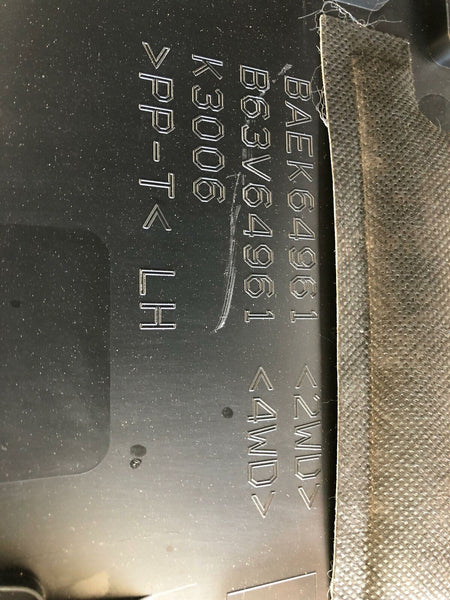 BAEK64961 <2WD>
B63V64961 <4WD>
K3006
>PP-T< LH